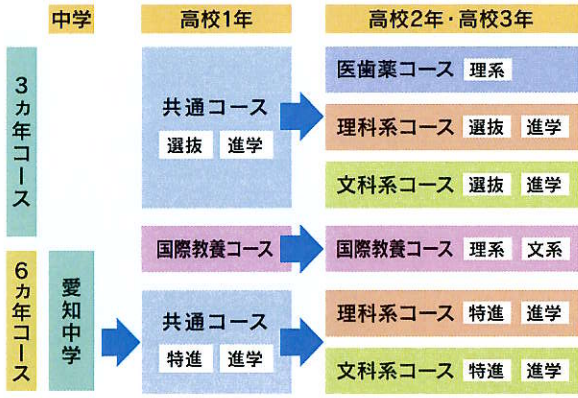 中学
高校1年
高校2年・高校3年
3ヵ年コース
共通コース
選抜 進学
医歯薬コース 理系
理科系コース 選抜 進学
文科系コース 選抜 進学
国際教養コース
国際教養コース 理系 文系
6ヵ年コース
愛知中学
共通コース
特進 進学
理科系コース 特進 進学
文科系コース 特進 進学